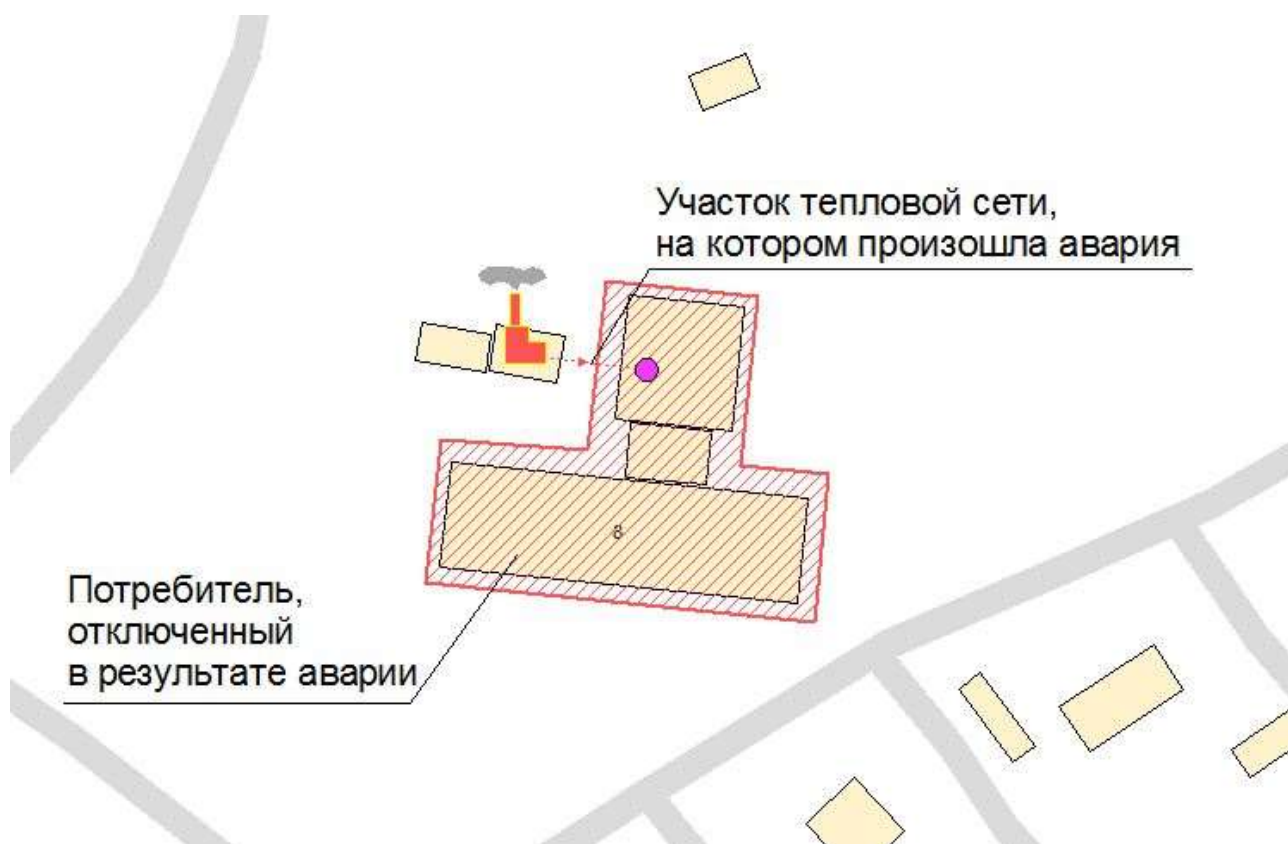 Участок тепловой сети,
на котором произошла авария
8
Потребитель,
отключенный
в результате аварии